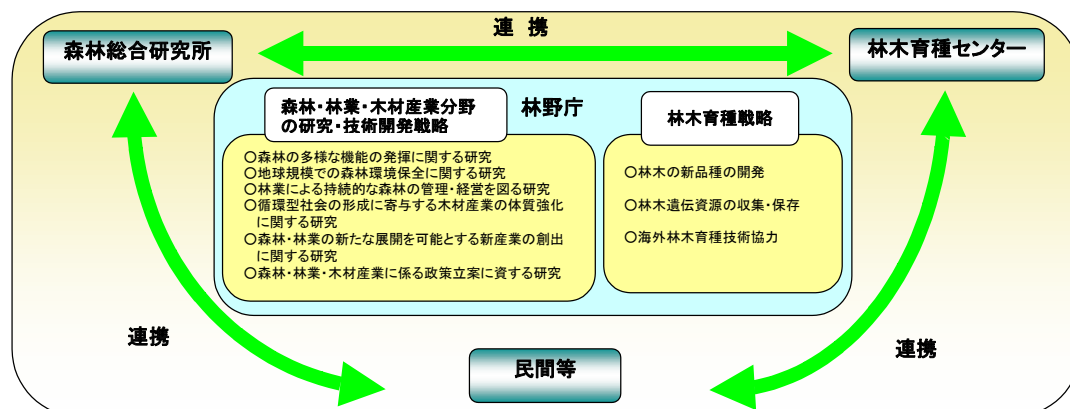 連 携
森林総合研究所
林木育種センター
林野庁
森林・林業・木材産業分野
の研究・技術開発戦略
○森林の多様な機能の発揮に関する研究
○地球規模での森林環境保全に関する研究
○林業による持続的な森林の管理・経営を図る研究
○循環型社会の形成に寄与する木材産業の体質強化
に関する研究
○森林・林業の新たな展開を可能とする新産業の創出
に関する研究
○森林・林業・木材産業に係る政策立案に資する研究
林木育種戦略
○林木の新品種の開発
○林木遺伝資源の収集・保存
○海外林木育種技術協力
連携
連携
民間等